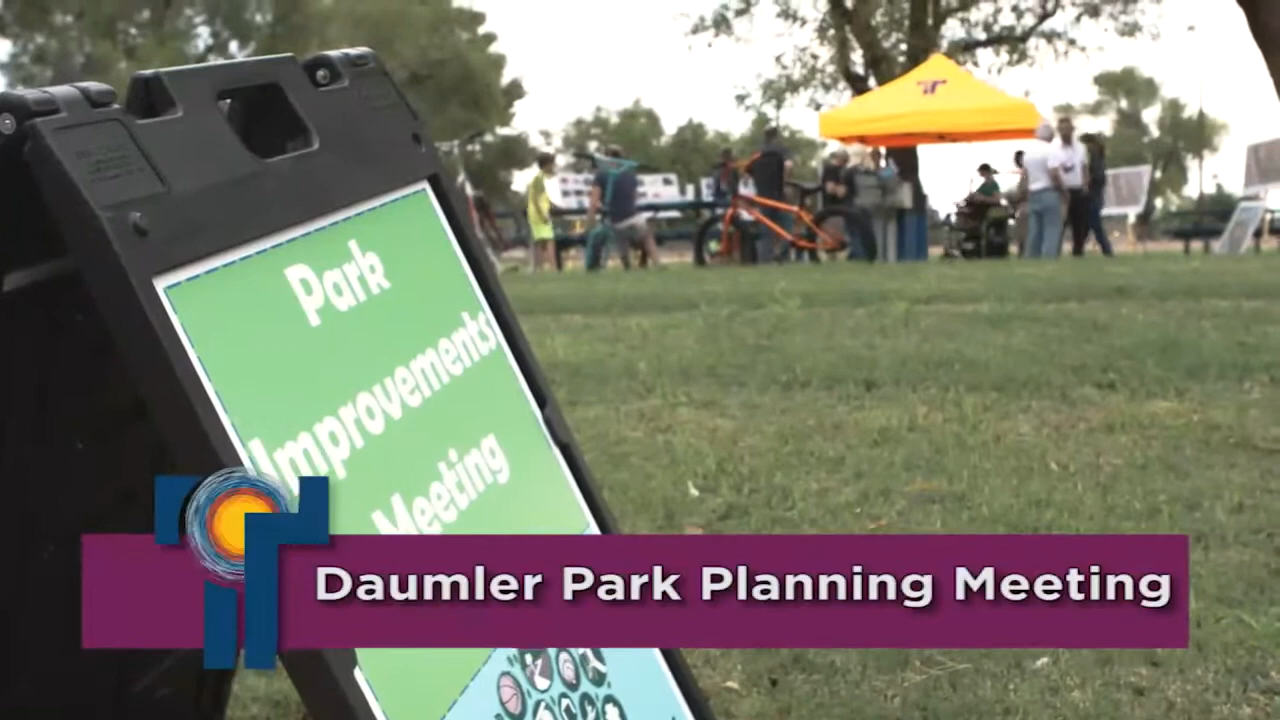 Park
Improvements
Meeting
Daumler Park Planning Meeting